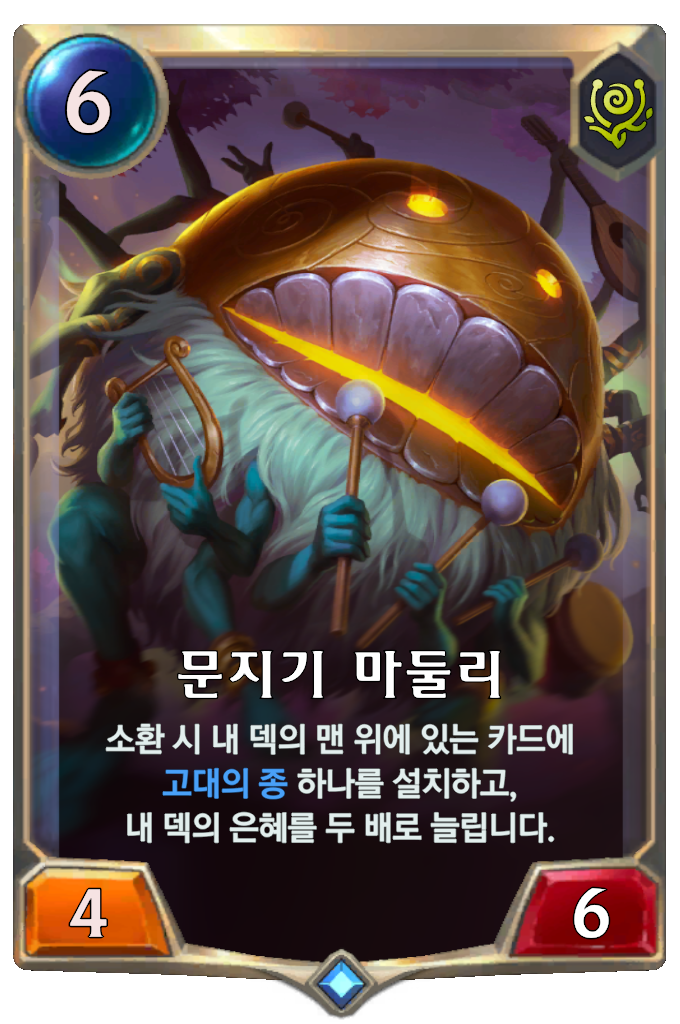 6
문지기 마둘리
소환 시 내 덱의 맨 위에 있는 카드에
고대의 종 하나를 설치하고,
내 덱의 은혜를 두 배로 늘립니다.
4
6